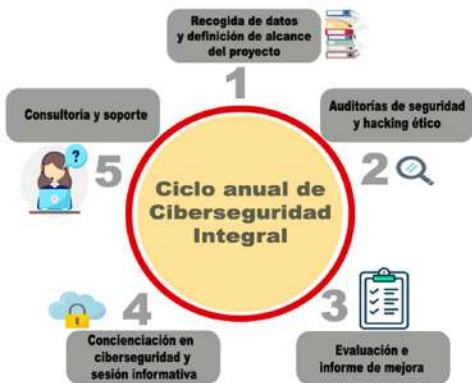 Recogida de datos
y definición de alcance
del proyecto
1
Auditorías de seguridad
y hacking ético
2
Evaluación e
informe de mejora
3
Concienciación en
ciberseguridad y
sesión informativa
4
Consultoría y soporte
5
?
Ciclo anual de
Ciberseguridad
Integral